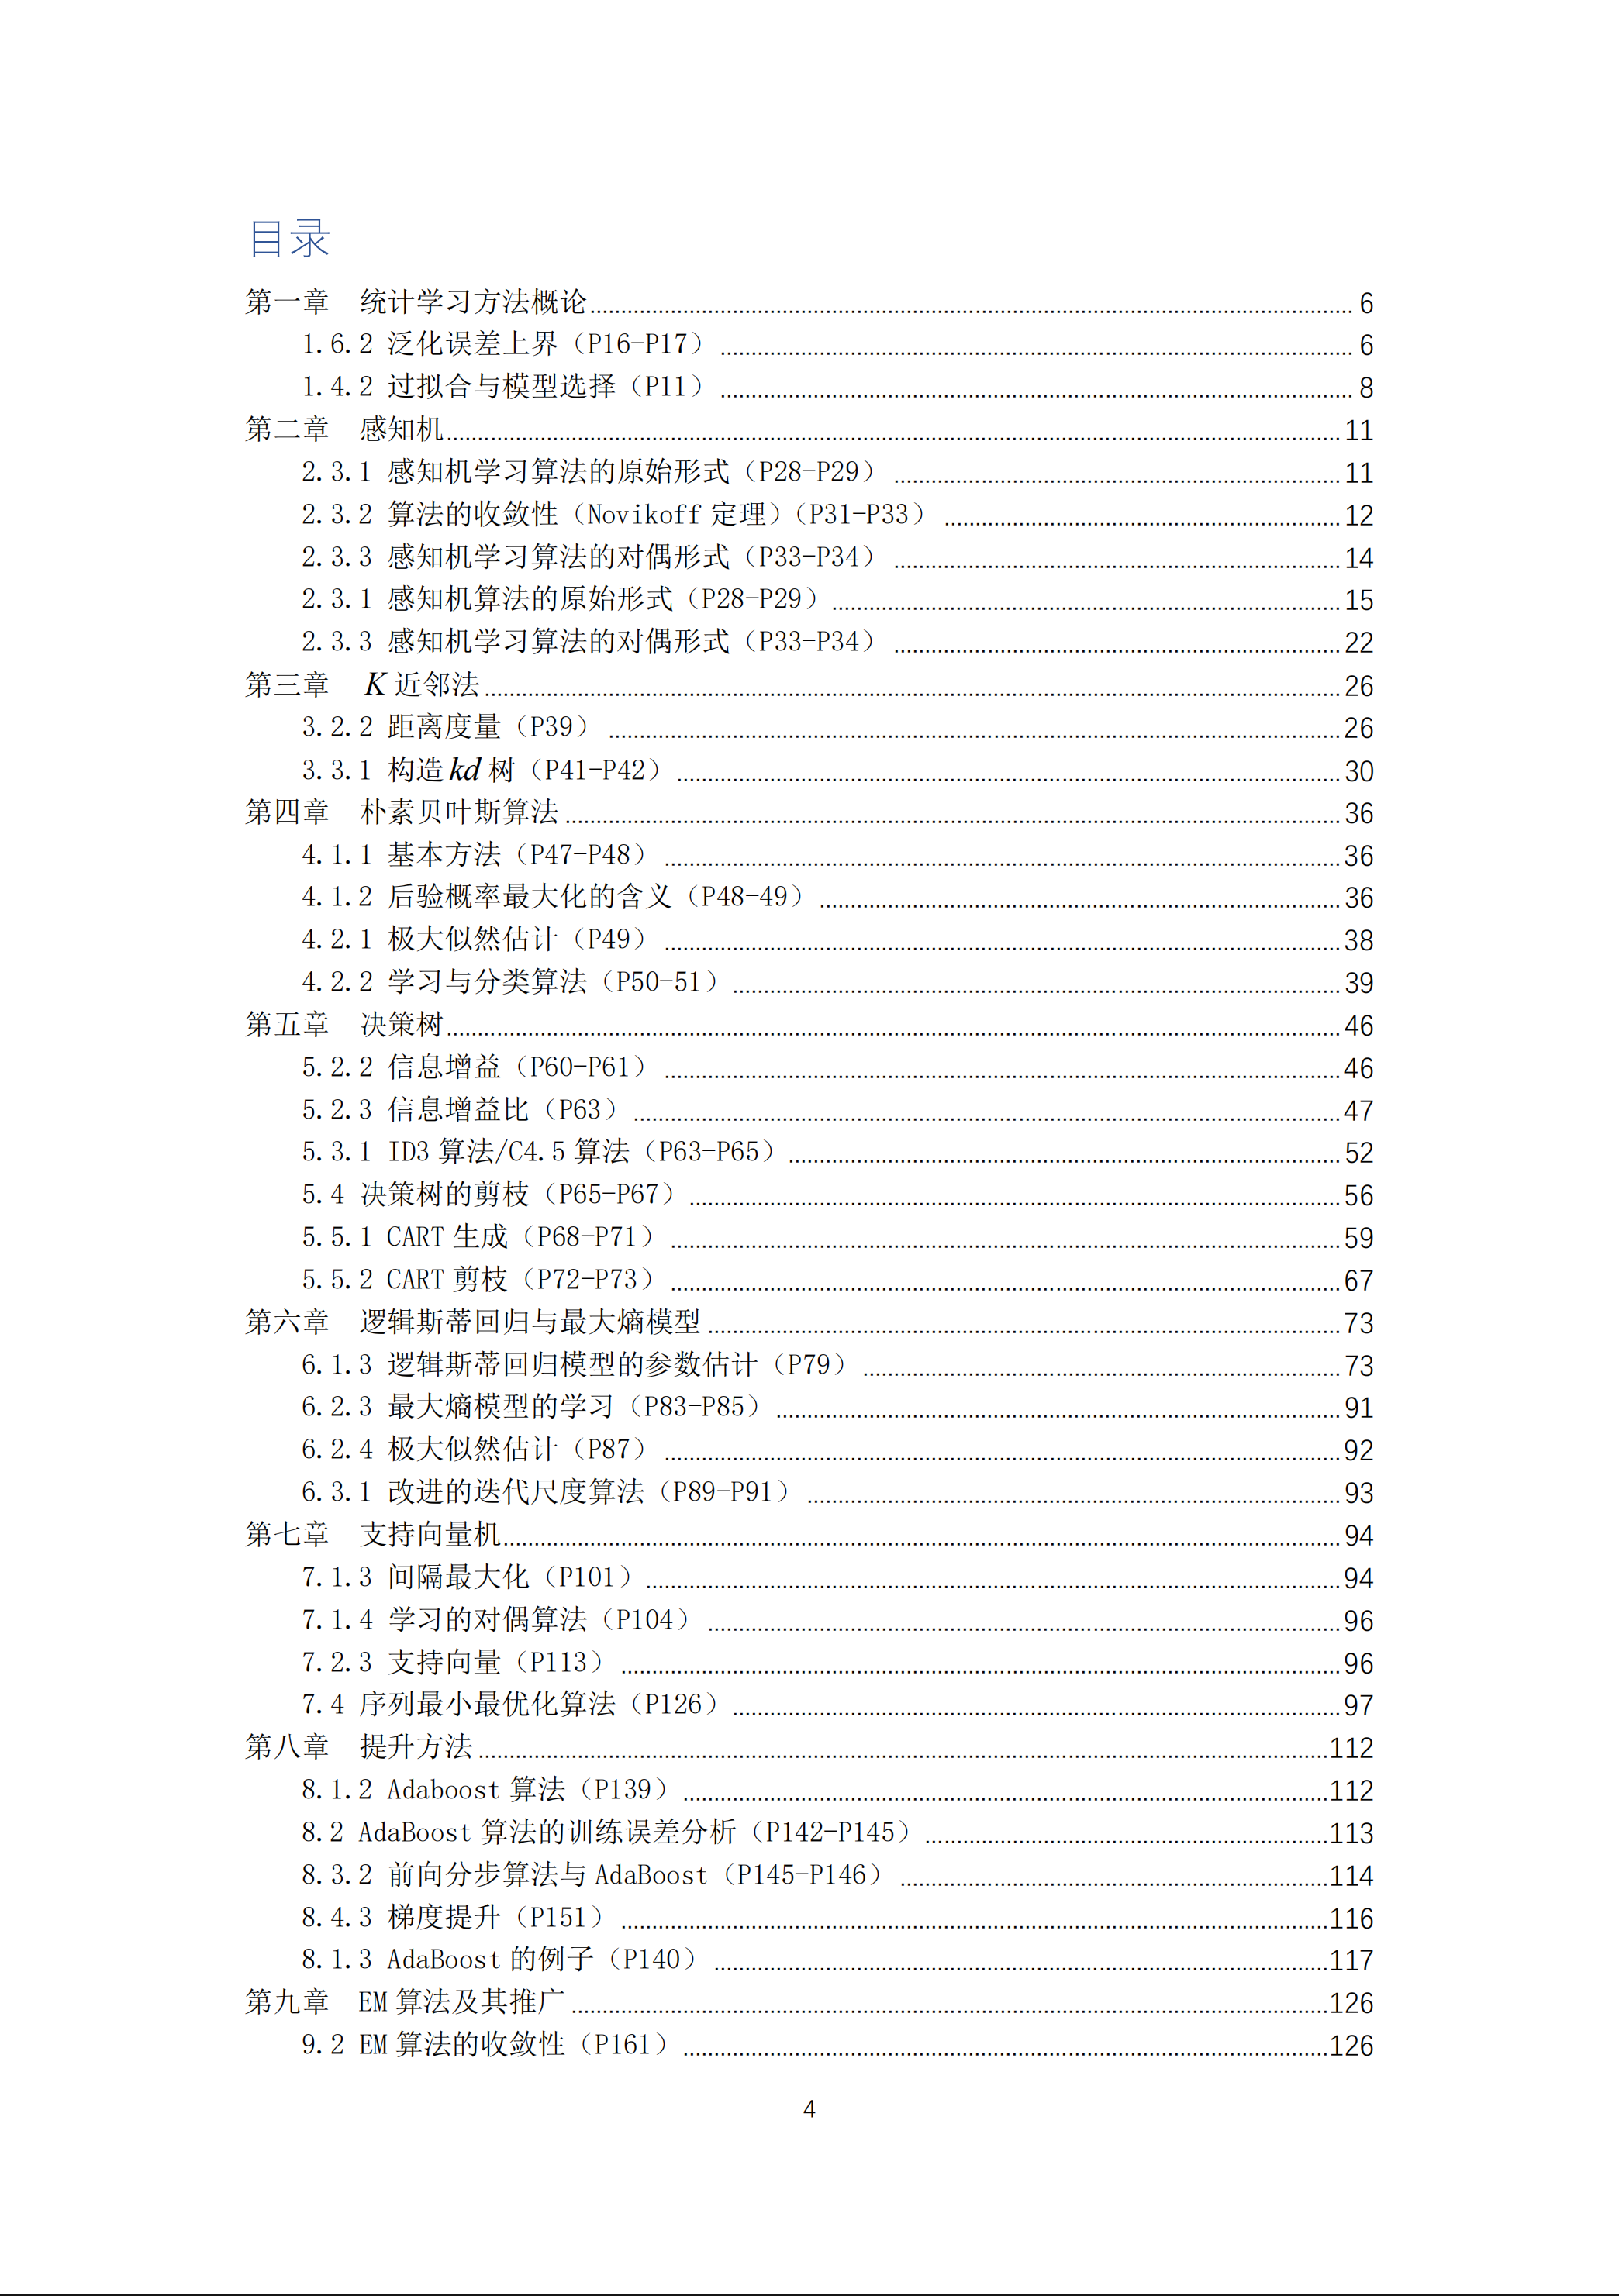 目录
第一章　统计学习方法概论 6
1.6.2 泛化误差上界（P16-P17） 6
1.4.2 过拟合与模型选择（P11） 8
第二章　感知机 11
2.3.1 感知机学习算法的原始形式（P28-P29） 11
2.3.2 算法的收敛性（Novikoff 定理）（P31-P33） 12
2.3.3 感知机学习算法的对偶形式（P33-P34） 14
2.3.1 感知机算法的原始形式（P28-P29） 15
2.3.3 感知机学习算法的对偶形式（P33-P34） 22
第三章　K 近邻法 26
3.2.2 距离度量（P39） 26
3.3.1 构造 kd 树（P41-P42） 30
第四章　朴素贝叶斯算法 36
4.1.1 基本方法（P47-P48） 36
4.1.2 后验概率最大化的含义（P48-49） 36
4.2.1 极大似然估计（P49） 38
4.2.2 学习与分类算法（P50-51） 39
第五章　决策树 46
5.2.2 信息增益（P60-P61） 46
5.2.3 信息增益比（P63） 47
5.3.1 ID3 算法/C4.5 算法（P63-P65） 52
5.4 决策树的剪枝（P65-P67） 56
5.5.1 CART 生成（P68-P71） 59
5.5.2 CART 剪枝（P72-P73） 67
第六章　逻辑斯蒂回归与最大熵模型 73
6.1.3 逻辑斯蒂回归模型的参数估计（P79） 73
6.2.3 最大熵模型的学习（P83-P85） 91
6.2.4 极大似然估计（P87） 92
6.3.1 改进的迭代尺度算法（P89-P91） 93
第七章　支持向量机 94
7.1.3 间隔最大化（P101） 94
7.1.4 学习的对偶算法（P104） 96
7.2.3 支持向量（P113） 96
7.4 序列最小最优化算法（P126） 97
第八章　提升方法 112
8.1.2 Adaboost 算法（P139） 112
8.2 AdaBoost 算法的训练误差分析（P142-P145） 113
8.3.2 前向分步算法与 AdaBoost（P145-P146） 114
8.4.3 梯度提升（P151） 116
8.1.3 AdaBoost 的例子（P140） 117
第九章　EM 算法及其推广 126
9.2 EM 算法的收敛性（P161） 126
4